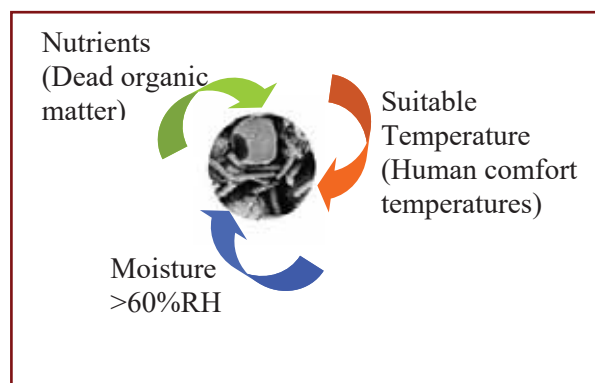 Nutrients
(Dead organic
matter)
Suitable
Temperature
(Human comfort
temperatures)
Moisture
>60%RH